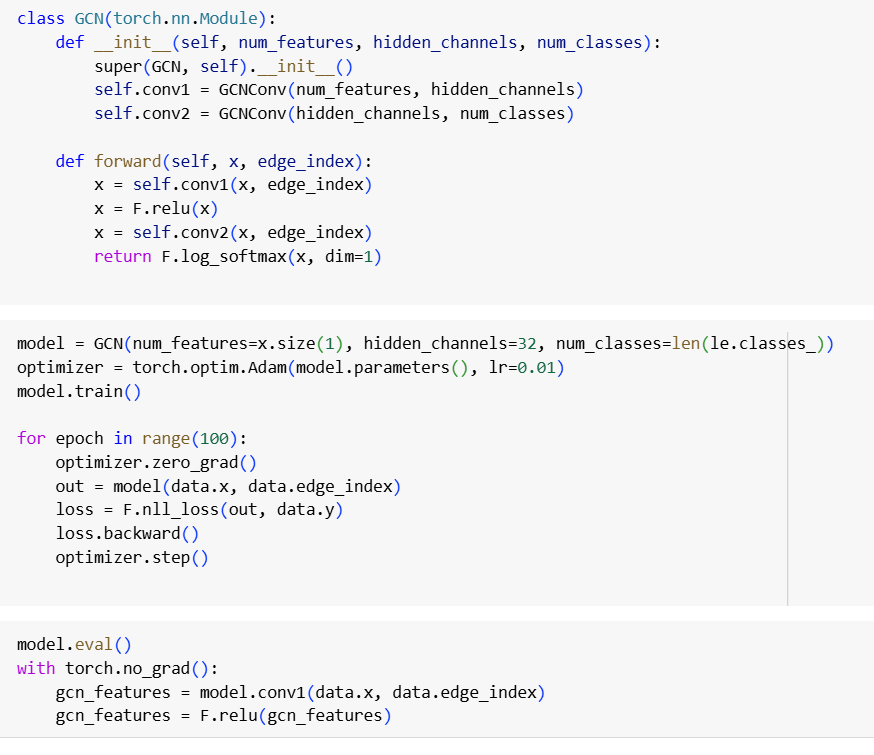 class GCN(torch.nn.Module):
    def __init__(self, num_features, hidden_channels, num_classes):
        super(GCN, self).__init__()
        self.conv1 = GCNConv(num_features, hidden_channels)
        self.conv2 = GCNConv(hidden_channels, num_classes)

    def forward(self, x, edge_index):
        x = self.conv1(x, edge_index)
        x = F.relu(x)
        x = self.conv2(x, edge_index)
        return F.log_softmax(x, dim=1)

model = GCN(num_features=x.size(1), hidden_channels=32, num_classes=len(le.classes_))
optimizer = torch.optim.Adam(model.parameters(), lr=0.01)
model.train()

for epoch in range(100):
    optimizer.zero_grad()
    out = model(data.x, data.edge_index)
    loss = F.nll_loss(out, data.y)
    loss.backward()
    optimizer.step()

model.eval()
with torch.no_grad():
    gcn_features = model.conv1(data.x, data.edge_index)
    gcn_features = F.relu(gcn_features)